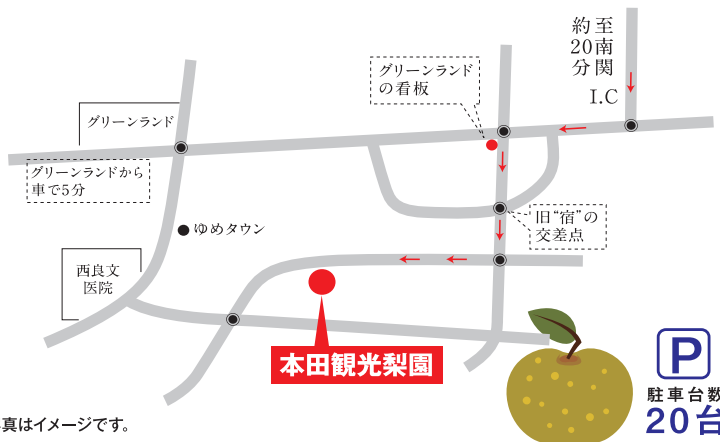 至南関
I.C
約20分
グリーンランド
の看板
グリーンランド
グリーンランドから
車で5分
ゆめタウン
旧“宿”の
交差点
西良文
医院
本田観光梨園
P
駐車台数
20台
真はイメージです。